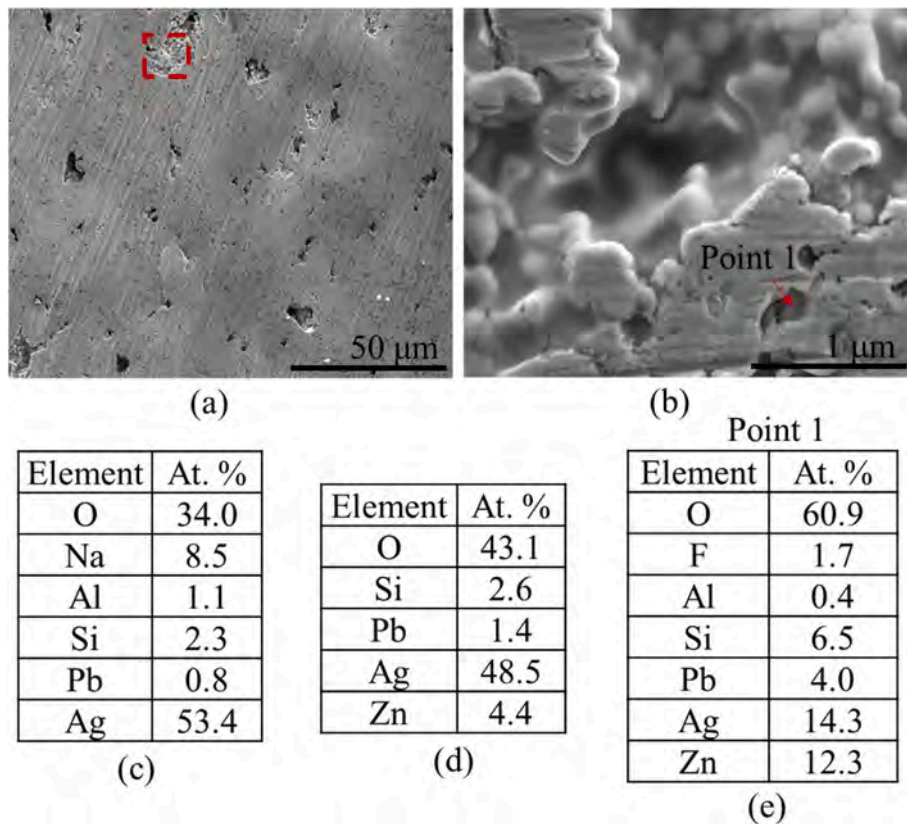 50 μm
Point 1
1 μm
(a)
(b)
Element At. %
O 34.0
Na 8.5
Al 1.1
Si 2.3
Pb 0.8
Ag 53.4
(c)
Element At. %
O 43.1
Si 2.6
Pb 1.4
Ag 48.5
Zn 4.4
(d)
Point 1
Element At. %
O 60.9
F 1.7
Al 0.4
Si 6.5
Pb 4.0
Ag 14.3
Zn 12.3
(e)